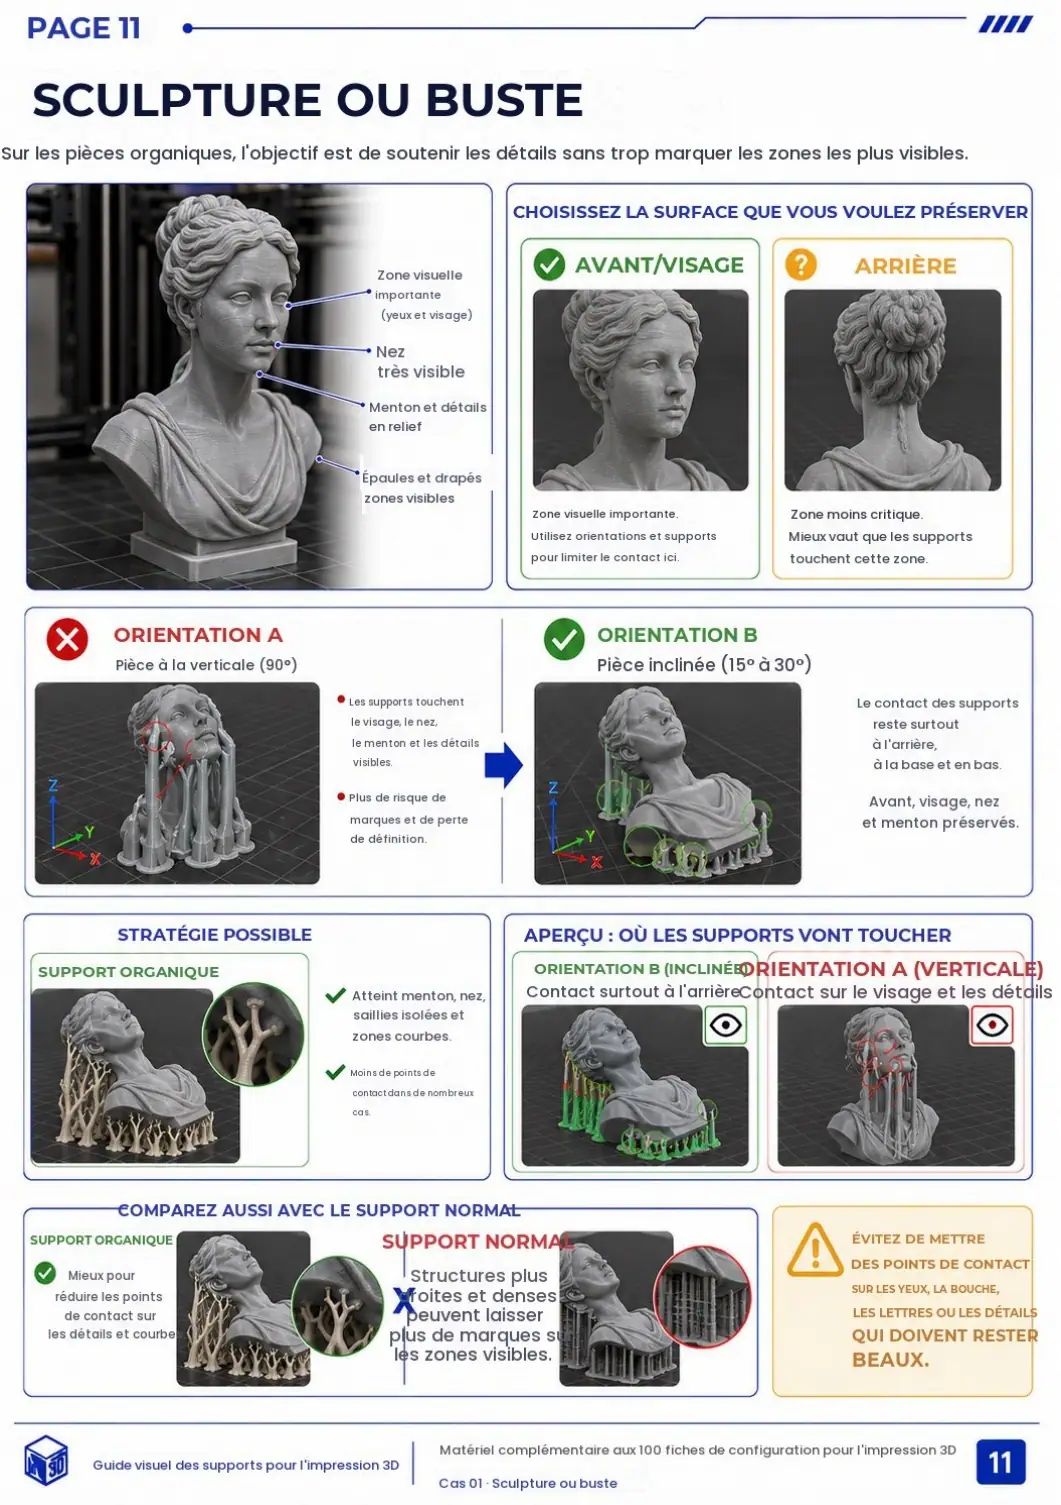 PAGE 11
SCULPTURE OU BUSTE
Sur les pièces organiques, l'objectif est de soutenir les détails sans trop marquer les zones les plus visibles.
Zone visuelle
importante
(yeux et visage)
Nez
très visible
Menton et détails
en relief
Épaules et drapés
zones visibles
CHOISISSEZ LA SURFACE QUE VOUS VOULEZ PRÉSERVER
AVANT/VISAGE
Zone visuelle importante.
Utilisez orientations et supports
pour limiter le contact ici.
ARRIÈRE
Zone moins critique.
Mieux vaut que les supports
touchent cette zone.
ORIENTATION A
Pièce à la verticale (90°)
Z
Y
X
Les supports touchent
le visage, le nez,
le menton et les détails
visibles.
Plus de risque de
marques et de perte
de définition.
ORIENTATION B
Pièce inclinée (15° à 30°)
Z
Y
X
Le contact des supports
reste surtout
à l'arrière,
à la base et en bas.
Avant, visage, nez
et menton préservés.
STRATÉGIE POSSIBLE
SUPPORT ORGANIQUE
Atteint menton, nez,
saillies isolées et
zones courbes.
Moins de points de
contact dans de nombreux
cas.
APERÇU : OÙ LES SUPPORTS VONT TOUCHER
ORIENTATION B (INCLINÉE)
Contact surtout à l'arrière
ORIENTATION A (VERTICALE)
Contact sur le visage et les détails
COMPAREZ AUSSI AVEC LE SUPPORT NORMAL
SUPPORT ORGANIQUE
Mieux pour
réduire les points
de contact sur
les détails et courbe
X
SUPPORT NORMAL
Structures plus
droites et denses
peuvent laisser
plus de marques su
les zones visibles.
ÉVITEZ DE METTRE
DES POINTS DE CONTACT
SUR LES YEUX, LA BOUCHE,
LES LETTRES OU LES DÉTAILS
QUI DOIVENT RESTER
BEAUX.
Guide visuel des supports pour l'impression 3D
Matériel complémentaire aux 100 fiches de configuration pour l'impression 3D
Cas 01 · Sculpture ou buste
11